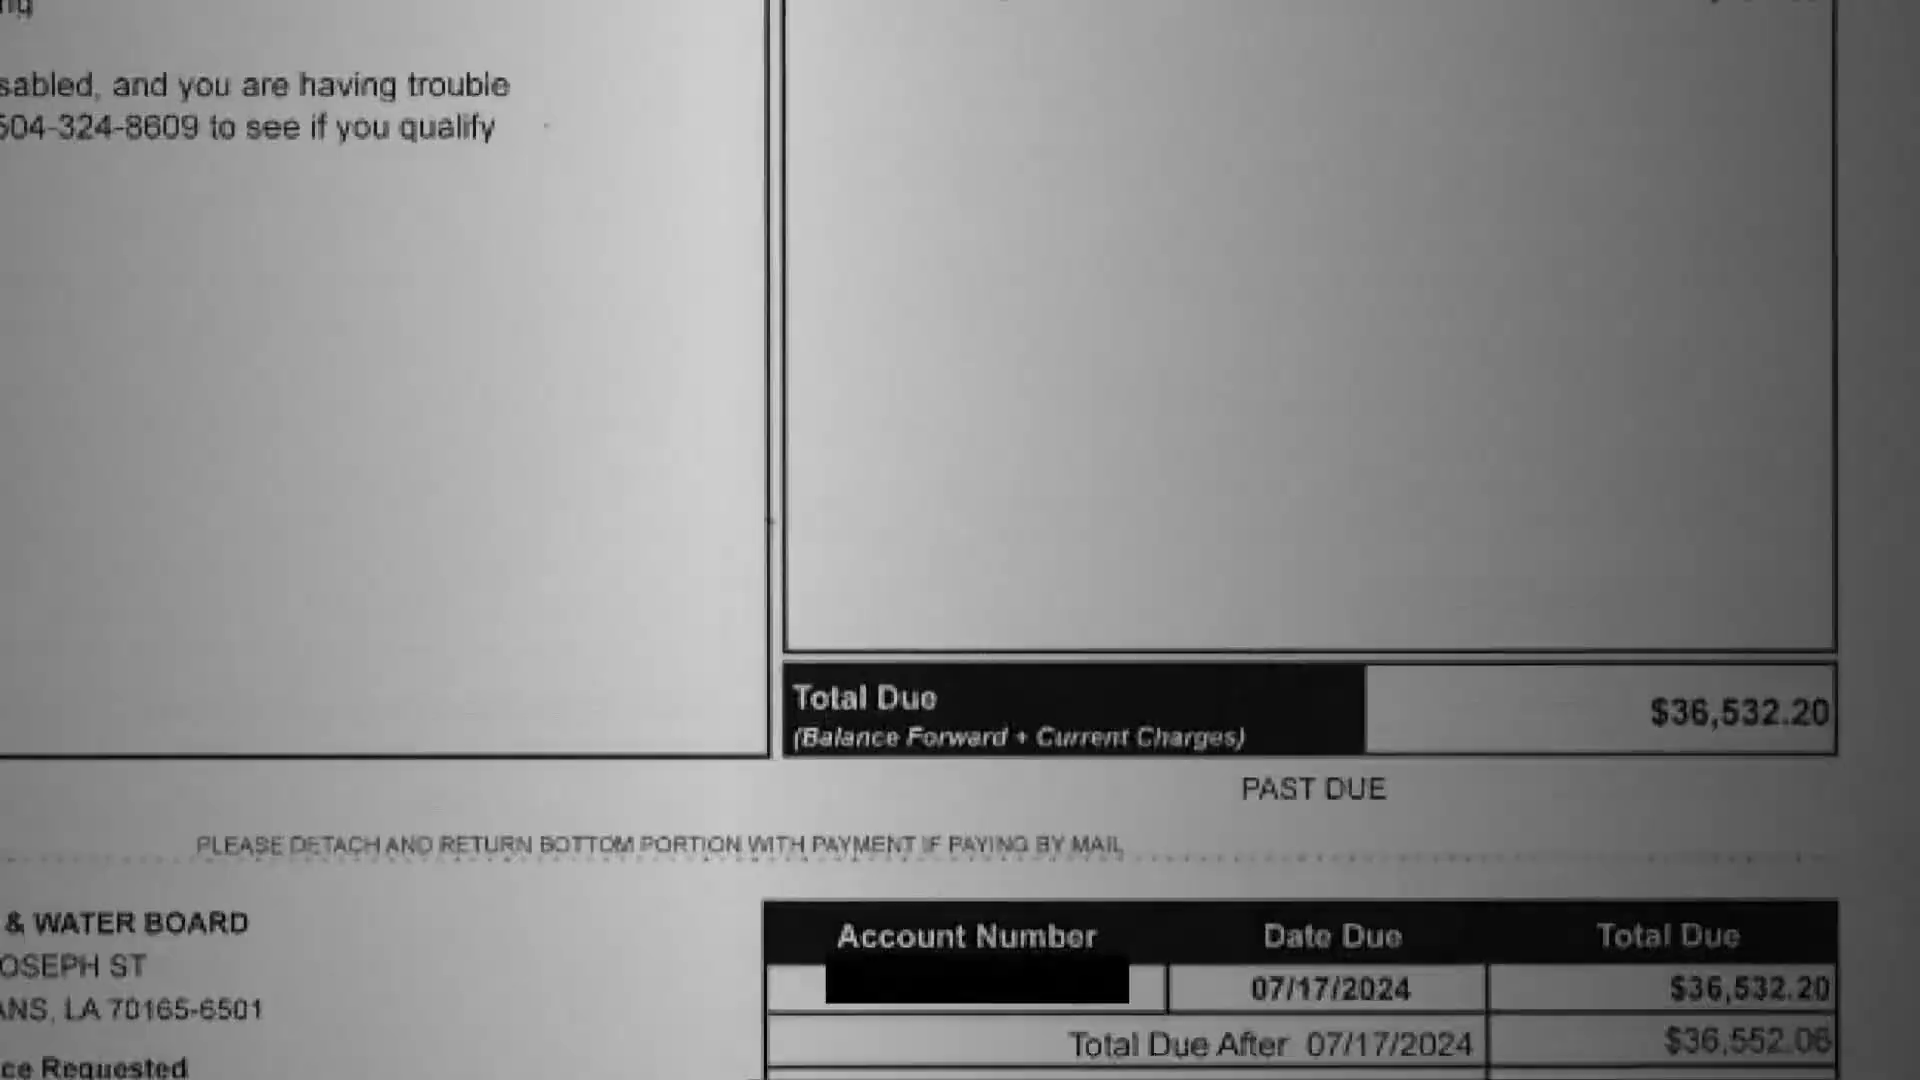 sabled, and you are having trouble
504-324-8609 to see if you qualify
Total Due
(Balance Forward + Current Charges)
$36,532.20
PAST DUE
PLEASE DETACH AND RETURN BOTTOM PORTION WITH PAYMENT IF PAYING BY MAIL
& WATER BOARD
OSEPH ST
ANS, LA 70165-6501
ce Requested
Account Number Date Due Total Due
07/17/2024 $36,532.20
Total Due After 07/17/2024 $36,552.08